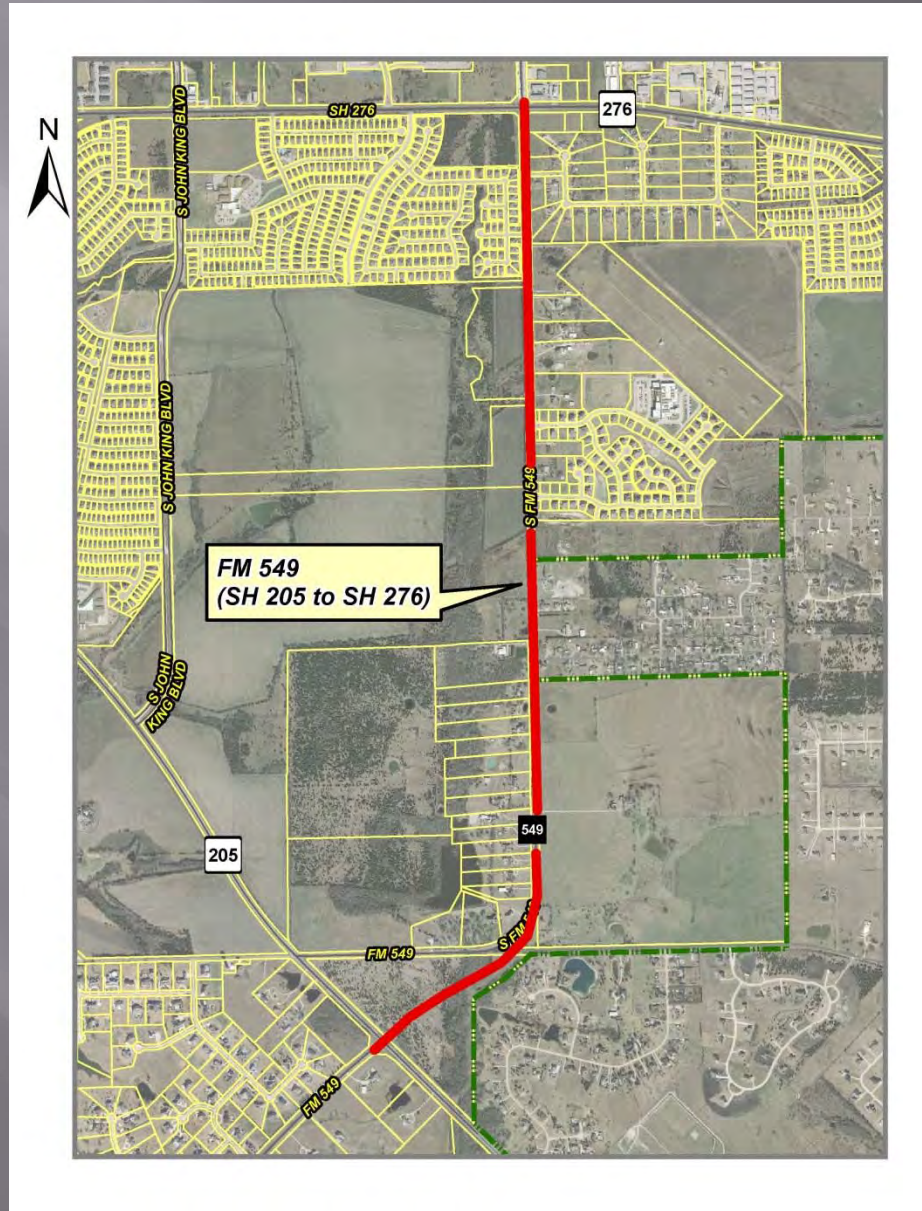 N
SH 276
276
S JOHN KING BLVD
S JOHN KING BLVD
S FM 549
FM 549
(SH 205 to SH 276)
S JOHN
KING BLVD
549
205
S FM 549
FM 549
FM 549